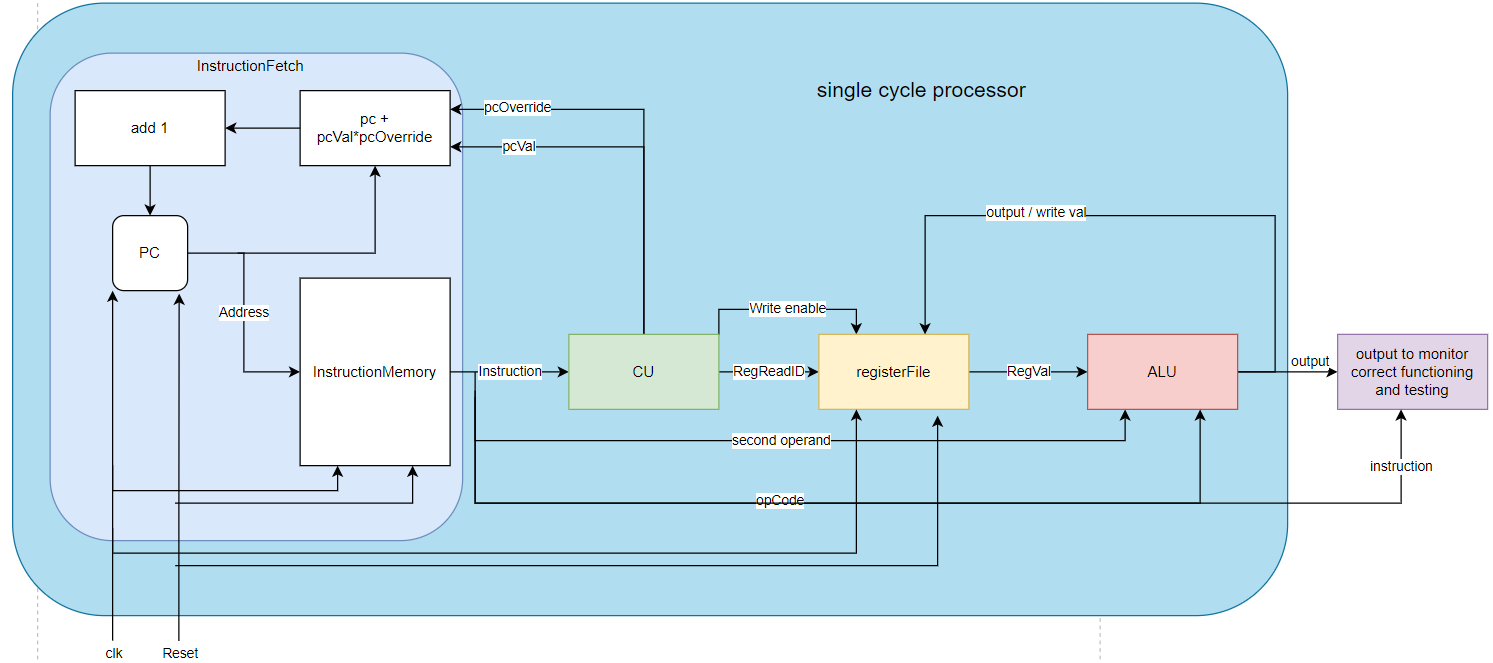 InstructionFetch
single cycle processor
add 1
pc +
pcVal*pcOverride
pcOverride
pcVal
output / write val
PC
Address
Write enable
InstructionMemory
Instruction
CU
RegReadID
registerFile
RegVal
ALU
output
output to monitor
correct functioning
and testing
second operand
instruction
opCode
clk
Reset